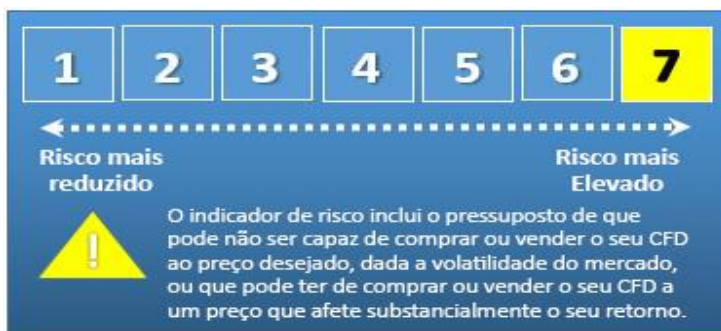 1 2 3 4 5 6 7
Risco mais reduzido
Risco mais Elevado
!
O indicador de risco inclui o pressuposto de que
pode não ser capaz de comprar ou vender o seu CFD
ao preço desejado, dada a volatilidade do mercado,
ou que pode ter de comprar ou vender o seu CFD a
um preço que afete substancialmente o seu retorno.